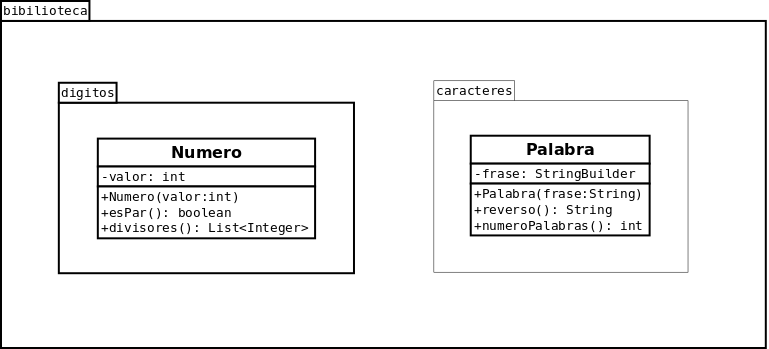 bibilioteca
digitos
Numero
-valor: int
+Numero(valor:int)
+esPar(): boolean
+divisores(): List<Integer>
caracteres
Palabra
-frase: StringBuilder
+Palabra(frase:String)
+reverso(): String
+numeroPalabras(): int